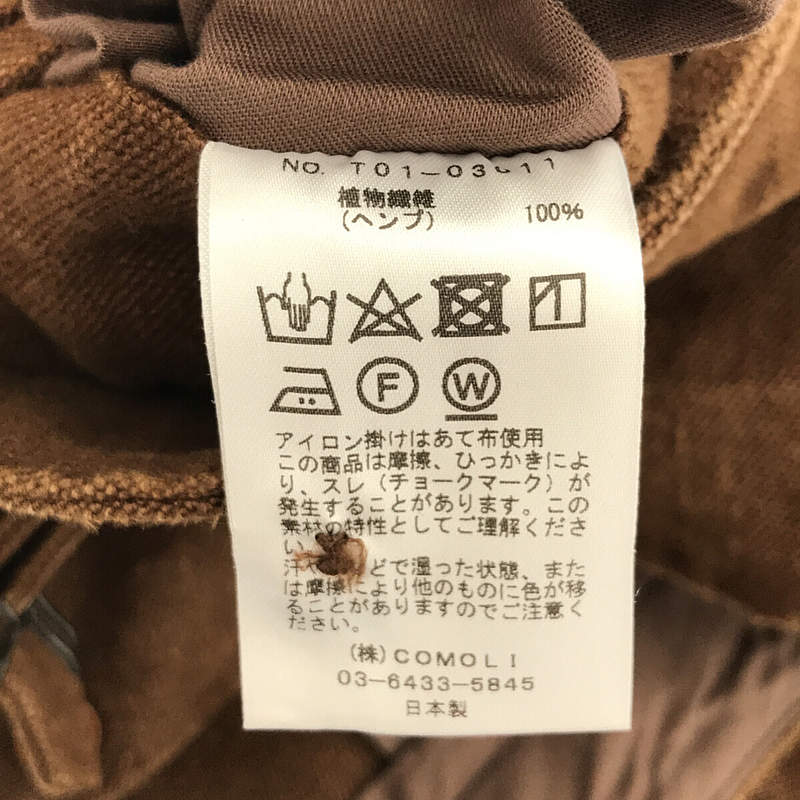 NO. T01-03011
植物繊維
(ヘンプ) 100%
F
W
アイロン掛けはあて布使用
この商品は摩擦、ひっかきによ
り、スレ（チョークマーク）が
発生することがあります。この
素材の特性としてご理解くださ
い。
汗や どで湿った状態、また
は摩擦により他のものに色が移
ることがありますのでご注意く
ださい。
(株)COMOLI
03-6433-5845
日本製